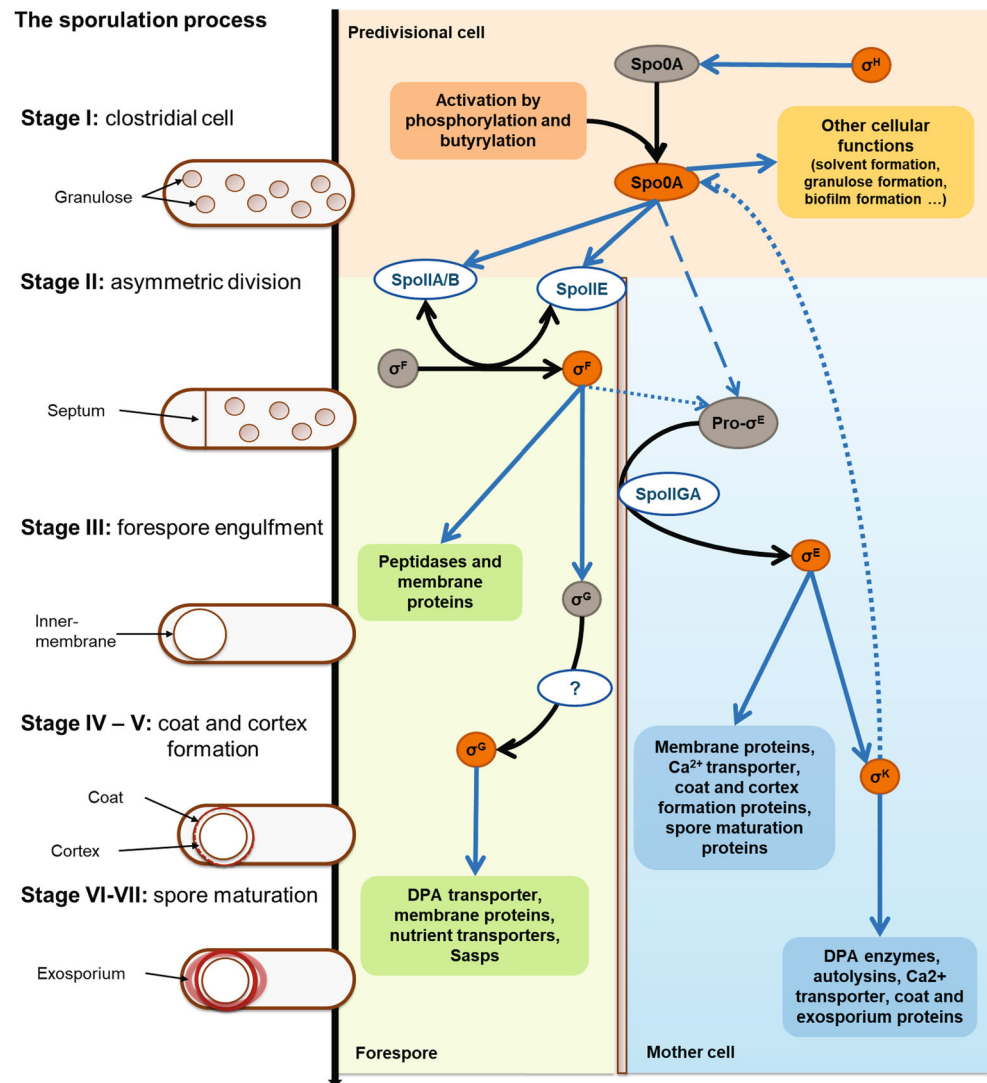 The sporulation process
Stage I: clostridial cell
Granulose
Stage II: asymmetric division
Septum
Stage III: forespore engulfment
Inner-
membrane
Stage IV – V: coat and cortex
formation
Coat
Cortex
Stage VI-VII: spore maturation
Exosporium
Predivisional cell
Spo0A
σᴴ
Activation by
phosphorylation and
butyrylation
Spo0A
Other cellular
functions
(solvent formation,
granulose formation,
biofilm formation ...)
SpoIIA/B
SpoIIE
σF
σF
Pro-σE
SpoIIGA
Peptidases and
membrane
proteins
σE
σG
?
σG
Membrane proteins,
Ca²⁺ transporter,
coat and cortex
formation proteins,
spore maturation
proteins
σK
DPA transporter,
membrane proteins,
nutrient transporters,
Sasps
DPA enzymes,
autolysins, Ca2+
transporter, coat and
exosporium proteins
Forespore
Mother cell